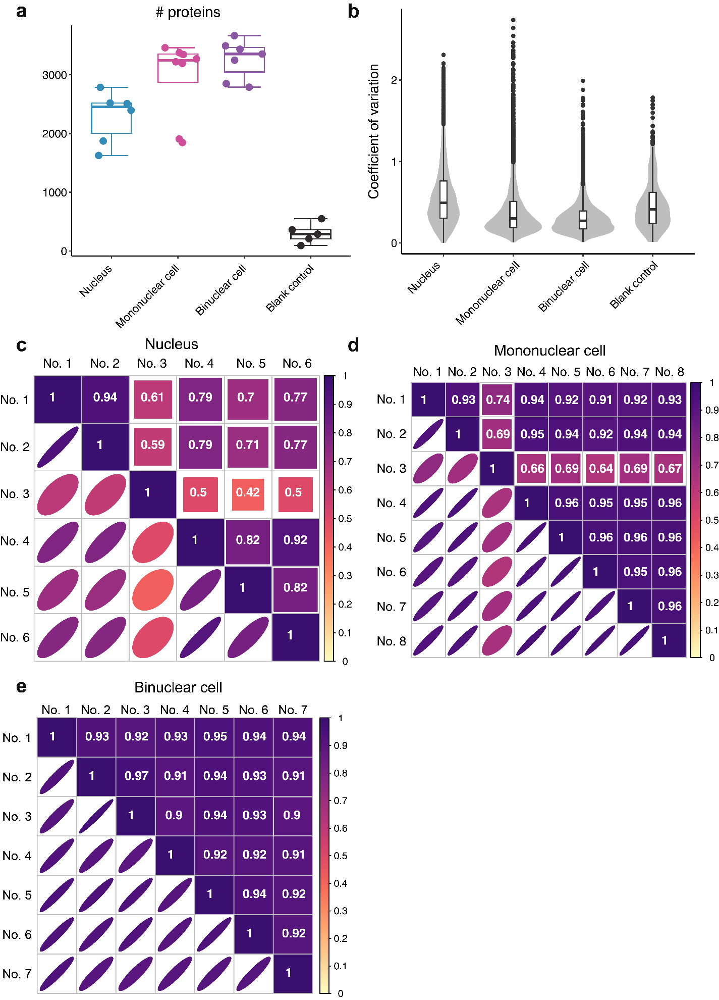 a
# proteins
3000
2000
1000
0
Nucleus
Mononuclear cell
Binuclear cell
Blank control
b
Coefficient of variation
2
1
0
Nucleus
Mononuclear cell
Binuclear cell
Blank control
c
Nucleus
No. 1 No. 2 No. 3 No. 4 No. 5 No. 6
No. 1 1 0.94 0.61 0.79 0.7 0.77
No. 2 1 0.59 0.79 0.71 0.77
No. 3 1 0.5 0.42 0.5
No. 4 1 0.82 0.92
No. 5 1 0.82
No. 6 1
1
0.9
0.8
0.7
0.6
0.5
0.4
0.3
0.2
0.1
0
d
Mononuclear cell
No. 1 No. 2 No. 3 No. 4 No. 5 No. 6 No. 7 No. 8
No. 1 1 0.93 0.74 0.94 0.92 0.91 0.92 0.93
No. 2 1 0.69 0.95 0.94 0.92 0.94 0.94
No. 3 1 0.66 0.69 0.64 0.69 0.67
No. 4 1 0.96 0.95 0.95 0.96
No. 5 1 0.96 0.96 0.96
No. 6 1 0.95 0.96
No. 7 1 0.96
No. 8 1
1
0.9
0.8
0.7
0.6
0.5
0.4
0.3
0.2
0.1
0
e
Binuclear cell
No. 1 No. 2 No. 3 No. 4 No. 5 No. 6 No. 7
No. 1 1 0.93 0.92 0.93 0.95 0.94 0.94
No. 2 1 0.97 0.91 0.94 0.93 0.91
No. 3 1 0.9 0.94 0.93 0.9
No. 4 1 0.92 0.92 0.91
No. 5 1 0.94 0.92
No. 6 1 0.92
No. 7 1
1
0.9
0.8
0.7
0.6
0.5
0.4
0.3
0.2
0.1
0